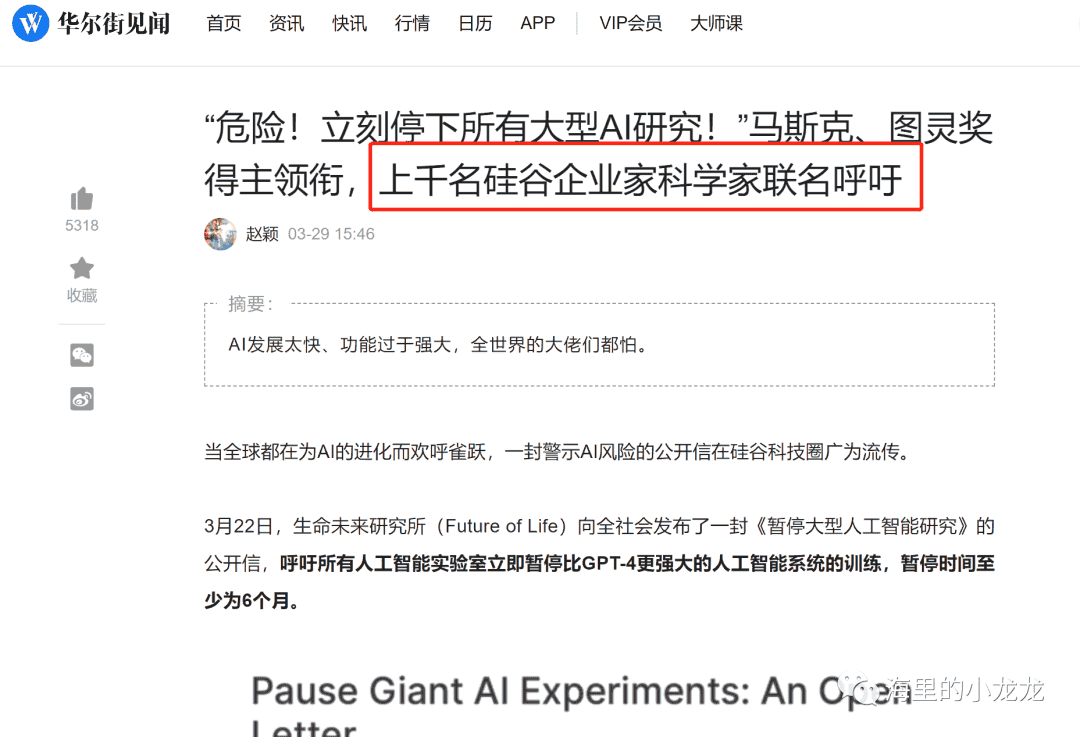 华尔街见闻 首页 资讯 快讯 行情 日历 APP VIP会员 大师课
“危险！立刻停下所有大型AI研究！”马斯克、图灵奖
得主领衔，上千名硅谷企业家科学家联名呼吁
赵颖 03-29 15:46
5318
收藏
摘要：
AI发展太快、功能过于强大，全世界的大佬们都怕。
当全球都在为AI的进化而欢呼雀跃，一封警示AI风险的公开信在硅谷科技圈广为流传。
3月22日，生命未来研究所（Future of Life）向全社会发布了一封《暂停大型人工智能研究》的
公开信，呼吁所有人工智能实验室立即暂停比GPT-4更强大的人工智能系统的训练，暂停时间至
少为6个月。
Pause Giant AI Experiments: An Open
Letter
海里的小龙龙